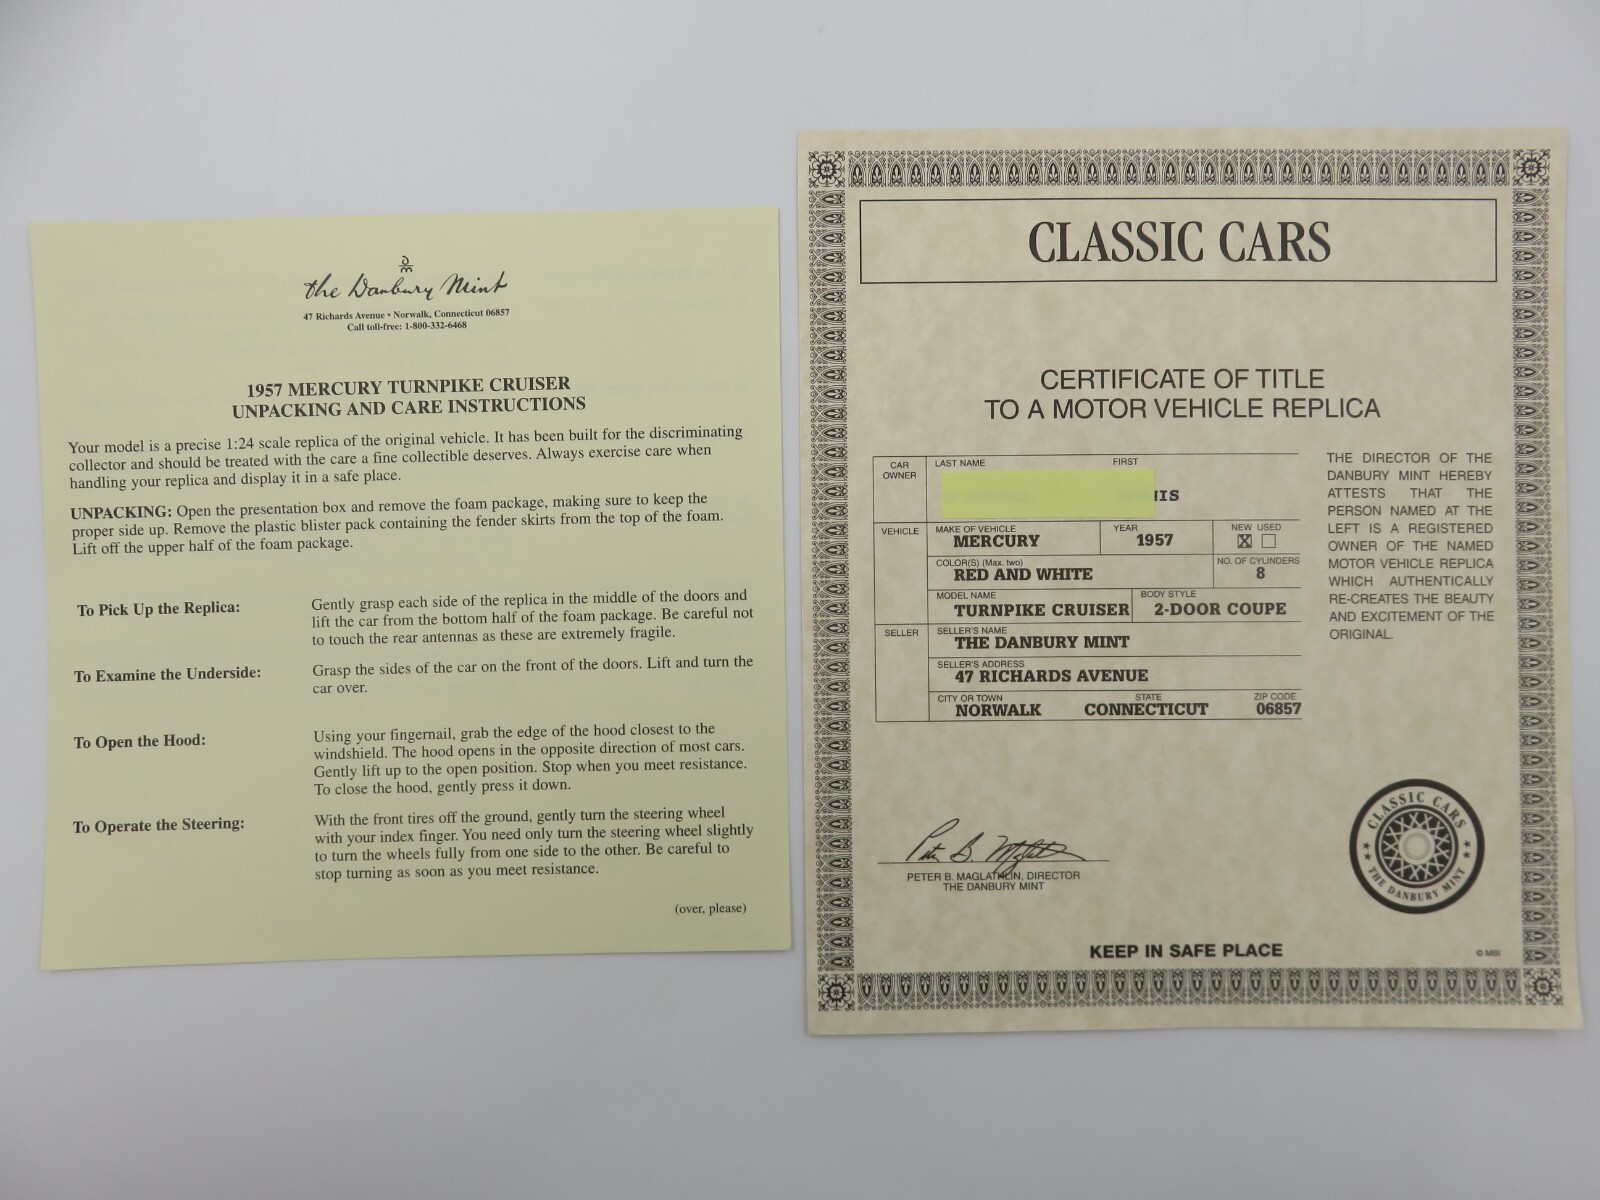 the Danbury Mint
47 Richards Avenue • Norwalk, Connecticut 06857
Call toll-free: 1-800-332-6468
1957 MERCURY TURNPIKE CRUISER
UNPACKING AND CARE INSTRUCTIONS
Your model is a precise 1:24 scale replica of the original vehicle. It has been built for the discriminating
collector and should be treated with the care a fine collectible deserves. Always exercise care when
handling your replica and display it in a safe place.
UNPACKING: Open the presentation box and remove the foam package, making sure to keep the
proper side up. Remove the plastic blister pack containing the fender skirts from the top of the foam.
Lift off the upper half of the foam package.
To Pick Up the Replica: Gently grasp each side of the replica in the middle of the doors and
lift the car from the bottom half of the foam package. Be careful not
to touch the rear antennas as these are extremely fragile.
To Examine the Underside: Grasp the sides of the car on the front of the doors. Lift and turn the
car over.
To Open the Hood: Using your fingernail, grab the edge of the hood closest to the
windshield. The hood opens in the opposite direction of most cars.
Gently lift up to the open position. Stop when you meet resistance.
To close the hood, gently press it down.
To Operate the Steering: With the front tires off the ground, gently turn the steering wheel
with your index finger. You need only turn the steering wheel slightly
to turn the wheels fully from one side to the other. Be careful to
stop turning as soon as you meet resistance.
(over, please)
CLASSIC CARS
CERTIFICATE OF TITLE
TO A MOTOR VEHICLE REPLICA
CAR OWNER
LAST NAME FIRST
NIS
VEHICLE
MAKE OF VEHICLE YEAR NEW USED
MERCURY 1957 X
COLOR(S) (Max. two) NO. OF CYLINDERS
RED AND WHITE 8
MODEL NAME BODY STYLE
TURNPIKE CRUISER 2-DOOR COUPE
SELLER
SELLER'S NAME
THE DANBURY MINT
SELLER'S ADDRESS
47 RICHARDS AVENUE
CITY OR TOWN STATE ZIP CODE
NORWALK CONNECTICUT 06857
THE DIRECTOR OF THE
DANBURY MINT HEREBY
ATTESTS THAT THE
PERSON NAMED AT THE
LEFT IS A REGISTERED
OWNER OF THE NAMED
MOTOR VEHICLE REPLICA
WHICH AUTHENTICALLY
RE-CREATES THE BEAUTY
AND EXCITEMENT OF THE
ORIGINAL.
PETER B. MAGLATHLIN, DIRECTOR
THE DANBURY MINT
CLASSIC CARS
THE DANBURY MINT
KEEP IN SAFE PLACE
© MBI